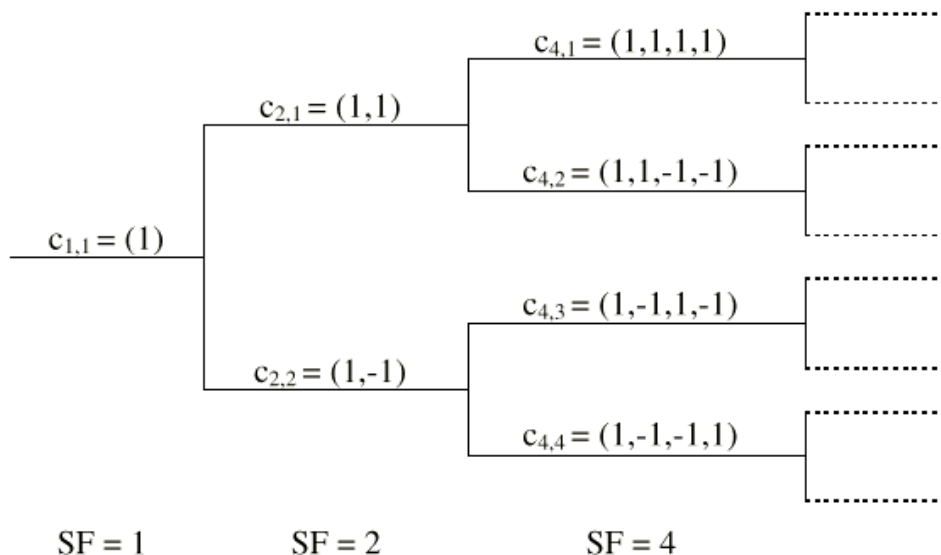 c4,1 = (1,1,1,1)
c2,1 = (1,1)
c4,2 = (1,1,-1,-1)
c1,1 = (1)
c4,3 = (1,-1,1,-1)
c2,2 = (1,-1)
c4,4 = (1,-1,-1,1)
SF = 1 SF = 2 SF = 4